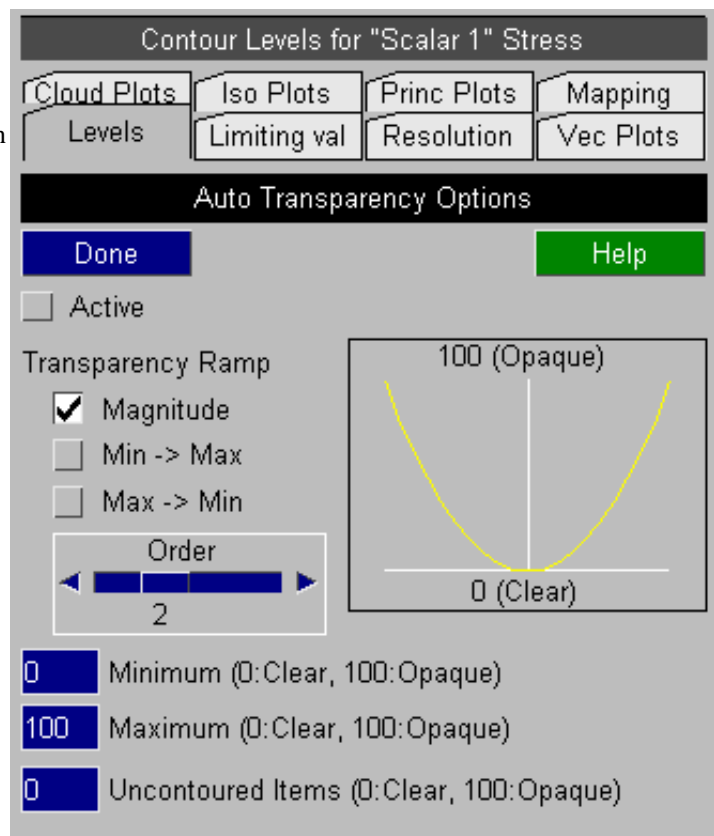 Contour Levels for "Scalar 1" Stress
Cloud Plots Iso Plots Princ Plots Mapping
n
Levels Limiting val Resolution Vec Plots
Auto Transparency Options
Done Help
Active
Transparency Ramp
100 (Opaque)
Magnitude
Min -> Max
Max -> Min
Order
2
0 (Clear)
0 Minimum (0:Clear, 100:Opaque)
100 Maximum (0:Clear, 100:Opaque)
0 Uncontoured Items (0:Clear, 100:Opaque)